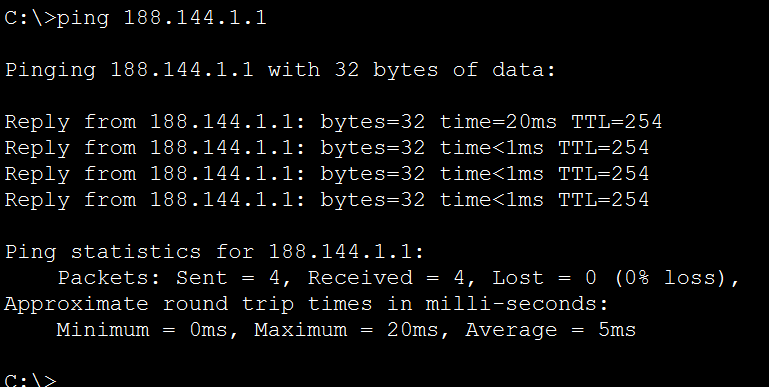 C:\>ping 188.144.1.1
Pinging 188.144.1.1 with 32 bytes of data:
Reply from 188.144.1.1: bytes=32 time=20ms TTL=254
Reply from 188.144.1.1: bytes=32 time<1ms TTL=254
Reply from 188.144.1.1: bytes=32 time<1ms TTL=254
Reply from 188.144.1.1: bytes=32 time<1ms TTL=254
Ping statistics for 188.144.1.1:
    Packets: Sent = 4, Received = 4, Lost = 0 (0% loss),
Approximate round trip times in milli-seconds:
    Minimum = 0ms, Maximum = 20ms, Average = 5ms
C:\>